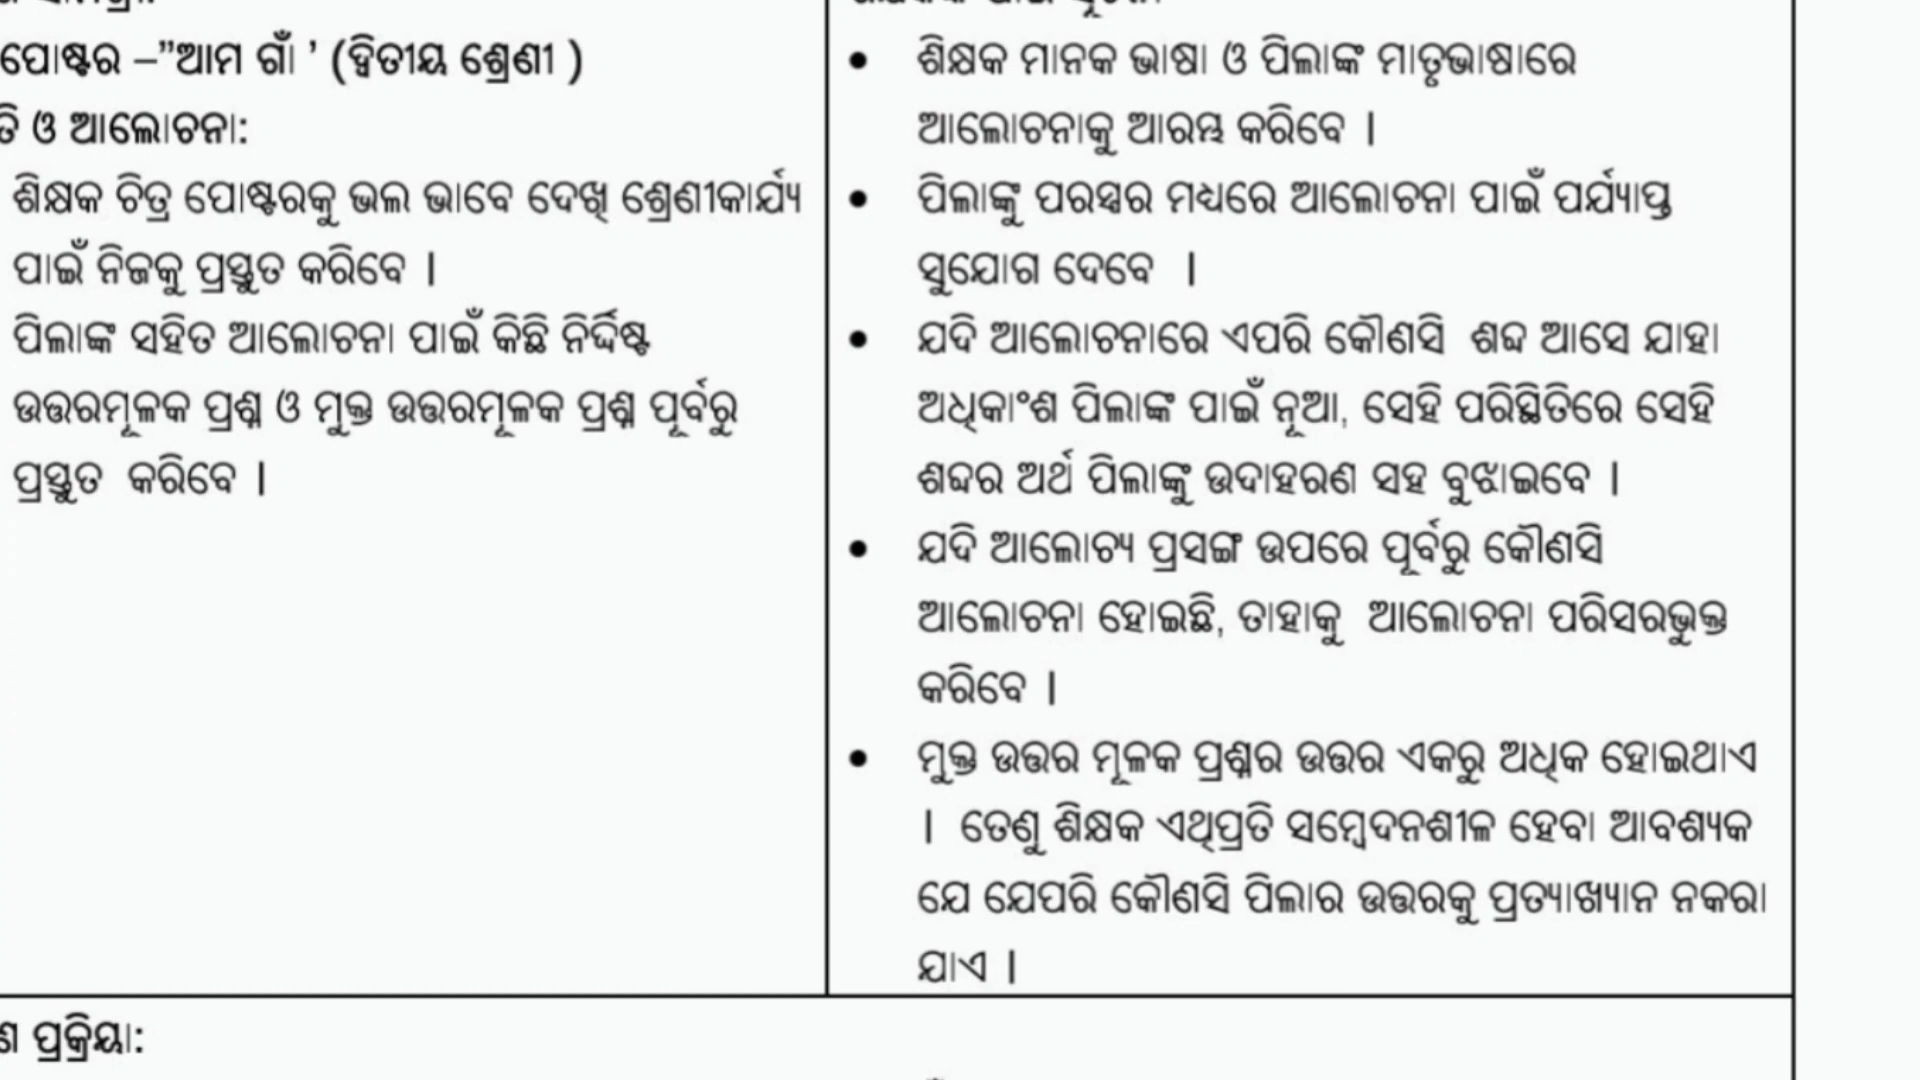 ପୋଷ୍ଟର –”ଆମ ଗାଁ ’ (ଦ୍ଵିତୀୟ ଶ୍ରେଣୀ )
ଓ ଆଲୋଚନା:
ଶିକ୍ଷକ ଚିତ୍ର ପୋଷ୍ଟରକୁ ଭଲ ଭାବେ ଦେଖି ଶ୍ରେଣୀକାର୍ଯ୍ୟ
ପାଇଁ ନିଜକୁ ପ୍ରସ୍ତୁତ କରିବେ |
ପିଲାଙ୍କ ସହିତ ଆଲୋଚନା ପାଇଁ କିଛି ନିର୍ଦ୍ଦିଷ୍ଟ
ଉତ୍ତରମୂଳକ ପ୍ରଶ୍ନ ଓ ମୁକ୍ତ ଉତ୍ତରମୂଳକ ପ୍ରଶ୍ନ ପୂର୍ବରୁ
ପ୍ରସ୍ତୁତ କରିବେ |
• ଶିକ୍ଷକ ମାନକ ଭାଷା ଓ ପିଲାଙ୍କ ମାତୃଭାଷାରେ
ଆଲୋଚନାକୁ ଆରମ୍ଭ କରିବେ |
• ପିଲାଙ୍କୁ ପରସ୍ପର ମଧ୍ୟରେ ଆଲୋଚନା ପାଇଁ ପର୍ଯ୍ୟାପ୍ତ
ସୁଯୋଗ ଦେବେ |
• ଯଦି ଆଲୋଚନାରେ ଏପରି କୌଣସି ଶବ୍ଦ ଆସେ ଯାହା
ଅଧିକାଂଶ ପିଲାଙ୍କ ପାଇଁ ନୂଆ, ସେହି ପରିସ୍ଥିତିରେ ସେହି
ଶବ୍ଦର ଅର୍ଥ ପିଲାଙ୍କୁ ଉଦାହରଣ ସହ ବୁଝାଇବେ |
• ଯଦି ଆଲୋଚ୍ୟ ପ୍ରସଙ୍ଗ ଉପରେ ପୂର୍ବରୁ କୌଣସି
ଆଲୋଚନା ହୋଇଛି, ତାହାକୁ ଆଲୋଚନା ପରିସରଭୁକ୍ତ
କରିବେ |
• ମୁକ୍ତ ଉତ୍ତର ମୂଳକ ପ୍ରଶ୍ନର ଉତ୍ତର ଏକରୁ ଅଧିକ ହୋଇଥାଏ
| ତେଣୁ ଶିକ୍ଷକ ଏଥିପ୍ରତି ସମ୍ବେଦନଶୀଳ ହେବା ଆବଶ୍ୟକ
ଯେ ଯେପରି କୌଣସି ପିଲାର ଉତ୍ତରକୁ ପ୍ରତ୍ୟାଖ୍ୟାନ ନକରା
ଯାଏ |
ପ୍ରକ୍ରିୟା: